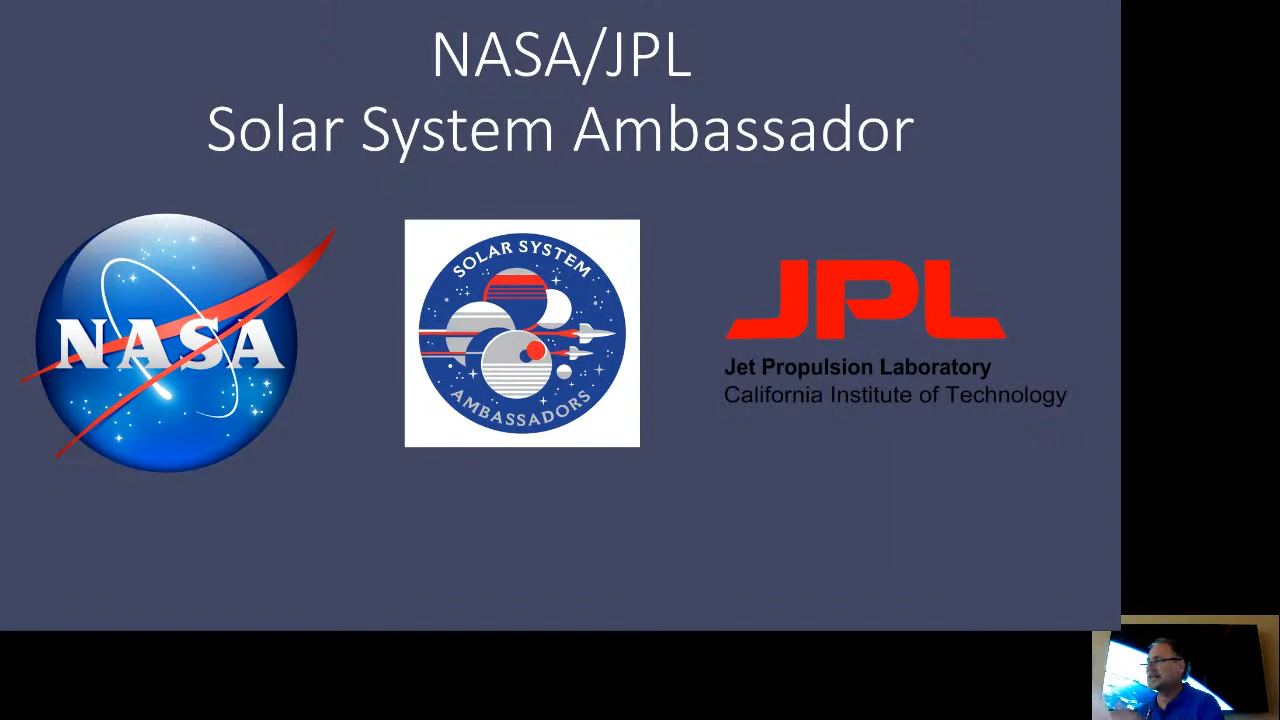 NASA/JPL
Solar System Ambassador
NASA
SOLAR SYSTEM
AMBASSADORS
JPL
Jet Propulsion Laboratory
California Institute of Technology